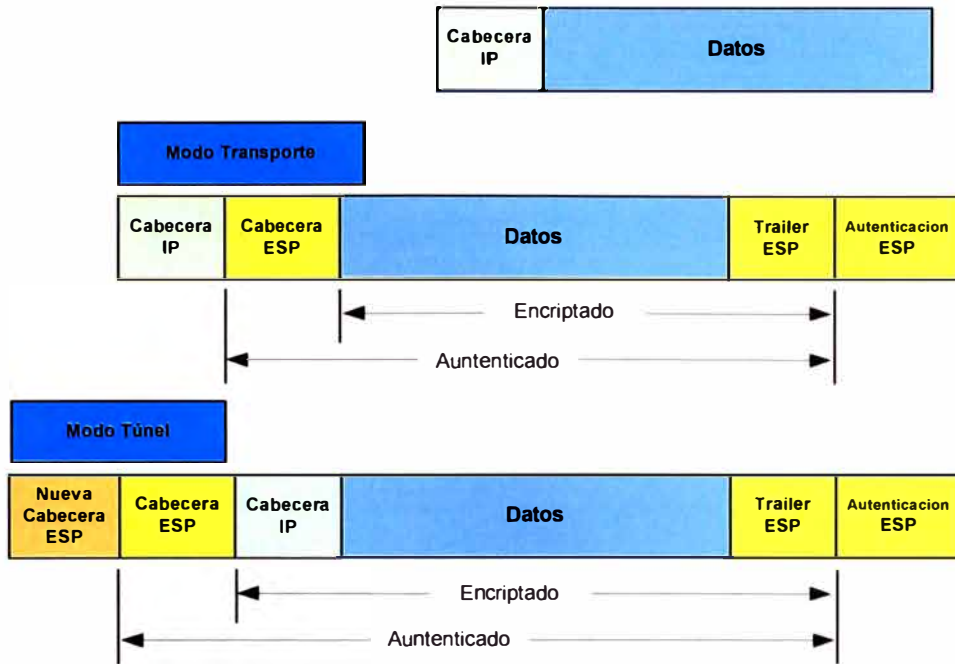 Cabecera
IP
Datos
Modo Transporte
Cabecera
IP
Cabecera
ESP
Datos
Trailer
ESP
Autenticacion
ESP
Encriptado
Auntenticado
Modo Túnel
Nueva
Cabecera
ESP
Cabecera
ESP
Cabecera
IP
Datos
Trailer
ESP
Autenticacion
ESP
Encriptado
Auntenticado